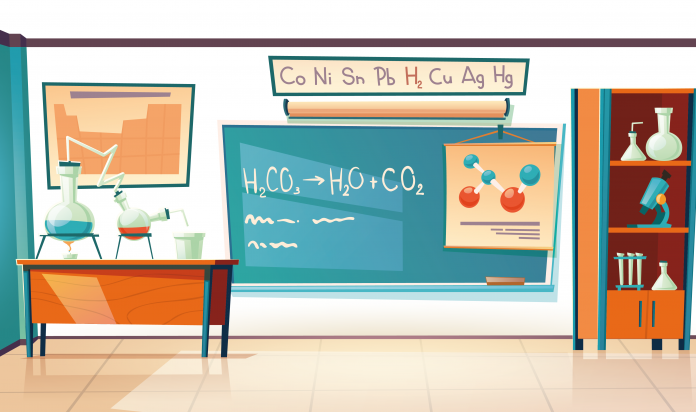 Co Ni Sn Pb H₂ Cu Ag Hg
H₂CO₃ → H₂O + CO₂